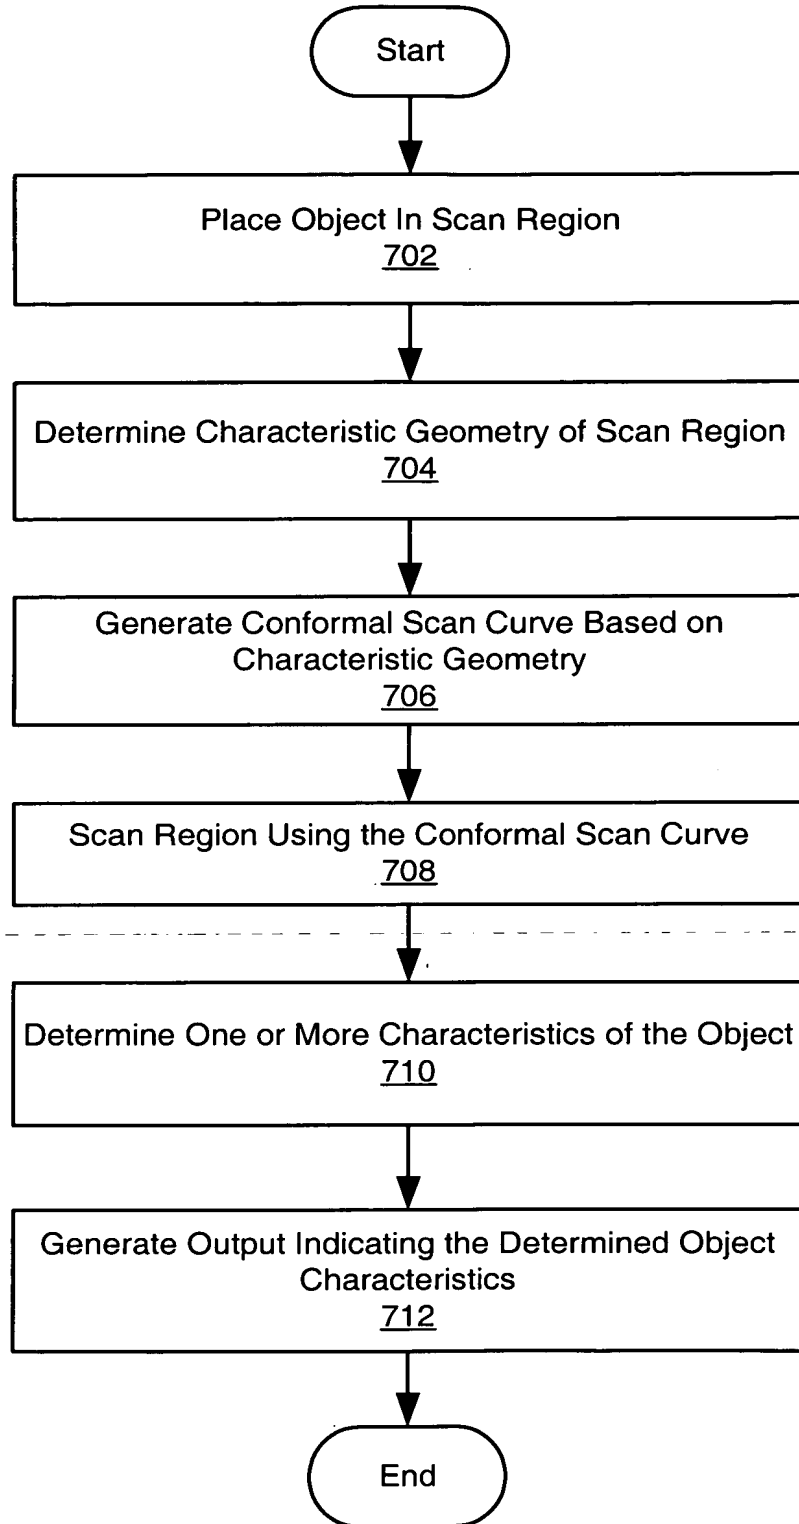 Start
Place Object In Scan Region
702
Determine Characteristic Geometry of Scan Region
704
Generate Conformal Scan Curve Based on
Characteristic Geometry
706
Scan Region Using the Conformal Scan Curve
708
Determine One or More Characteristics of the Object
710
Generate Output Indicating the Determined Object
Characteristics
712
End